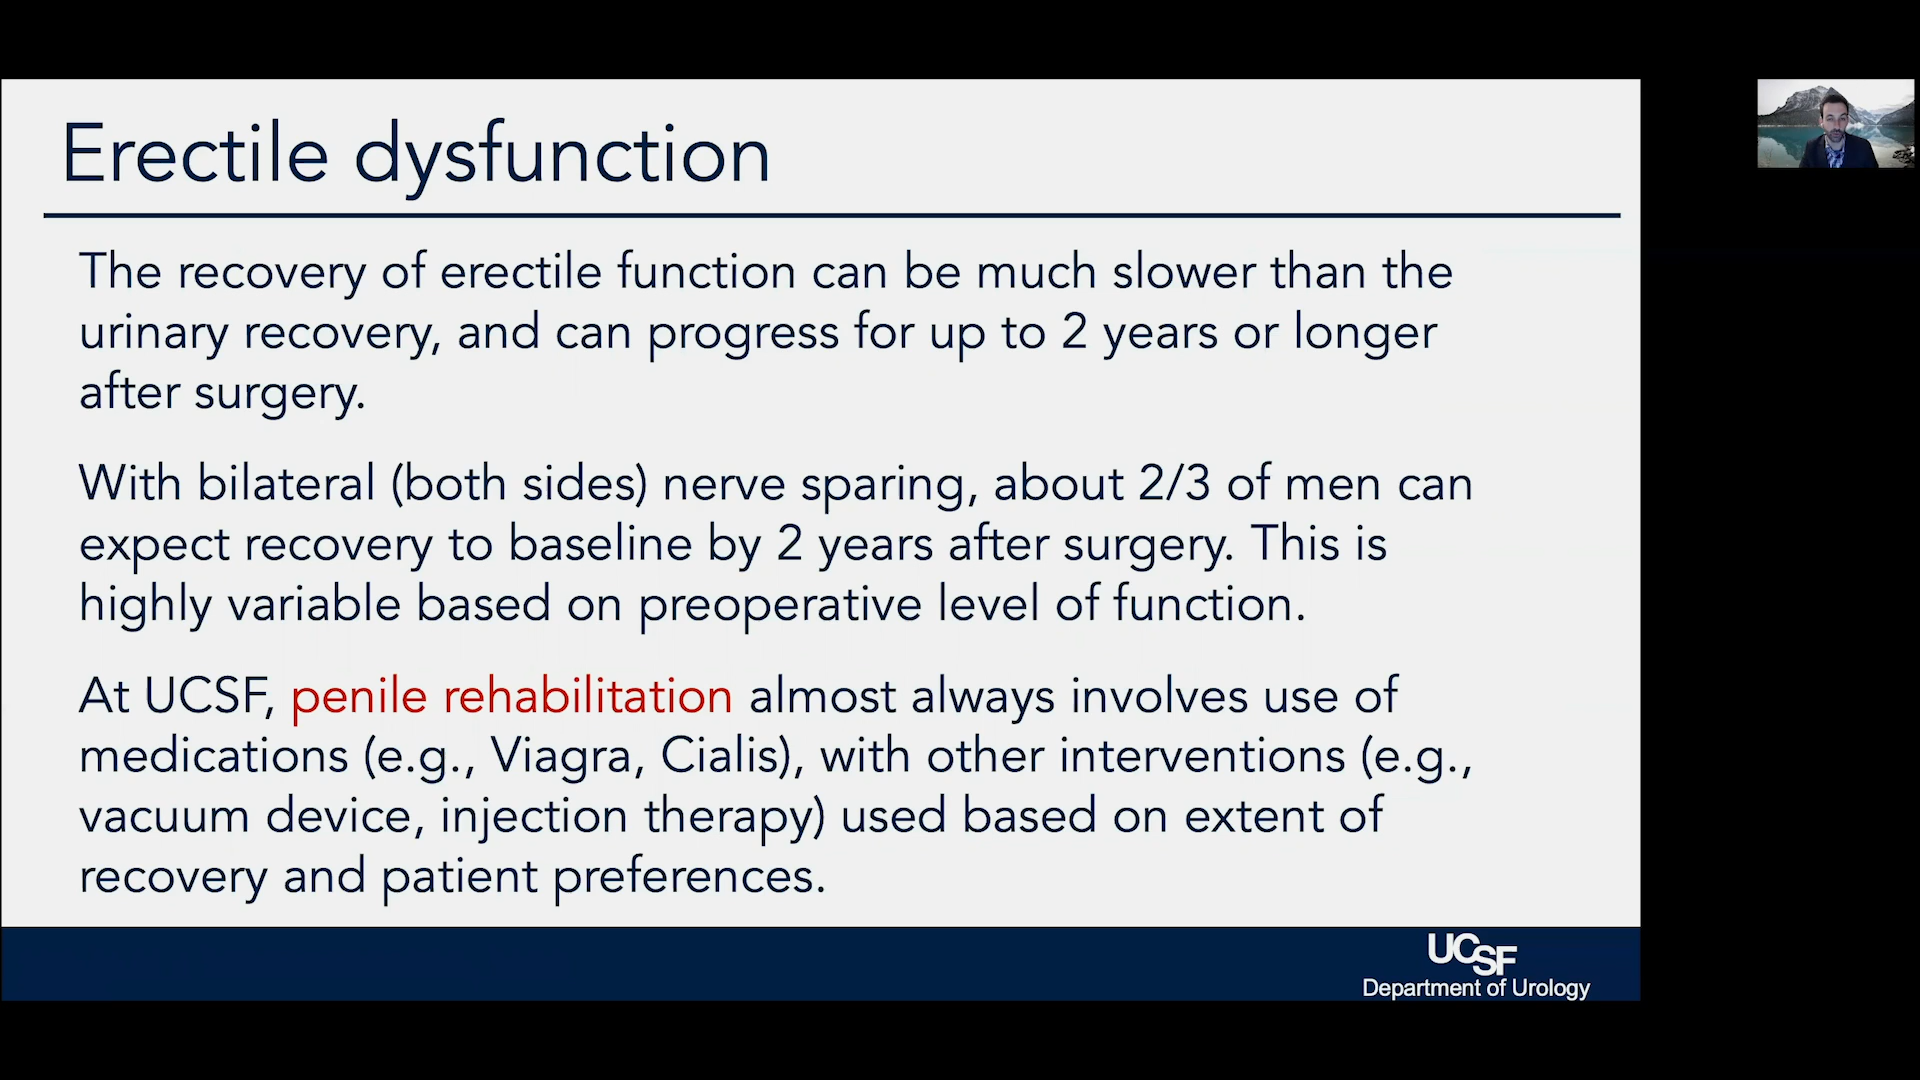 Erectile dysfunction
The recovery of erectile function can be much slower than the
urinary recovery, and can progress for up to 2 years or longer
after surgery.
With bilateral (both sides) nerve sparing, about 2/3 of men can
expect recovery to baseline by 2 years after surgery. This is
highly variable based on preoperative level of function.
At UCSF, penile rehabilitation almost always involves use of
medications (e.g., Viagra, Cialis), with other interventions (e.g.,
vacuum device, injection therapy) used based on extent of
recovery and patient preferences.
UCSF
Department of Urology